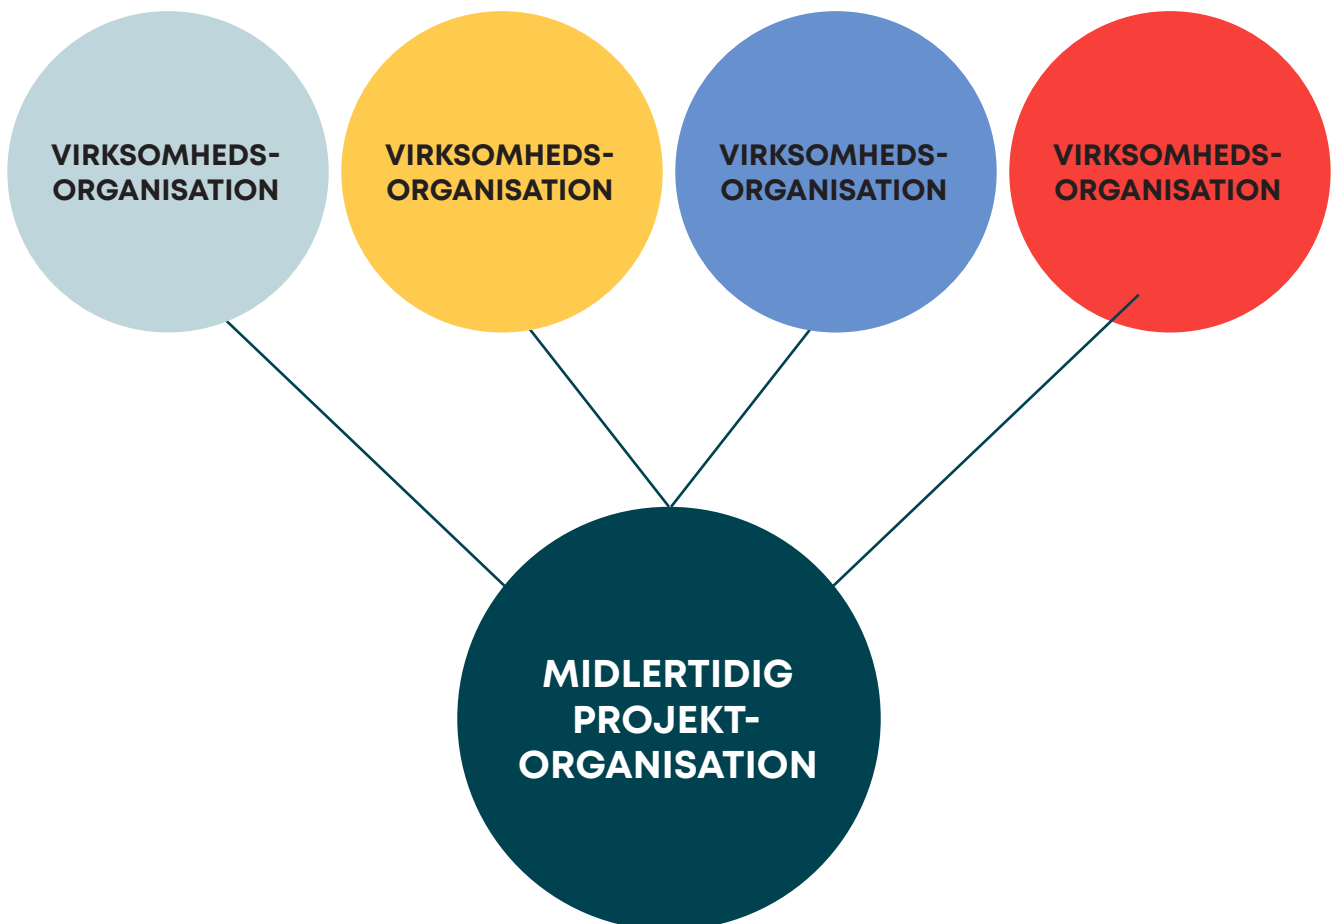 VIRKSOMHEDS-
ORGANISATION
VIRKSOMHEDS-
ORGANISATION
VIRKSOMHEDS-
ORGANISATION
VIRKSOMHEDS-
ORGANISATION
MIDLERTIDIG
PROJEKT-
ORGANISATION